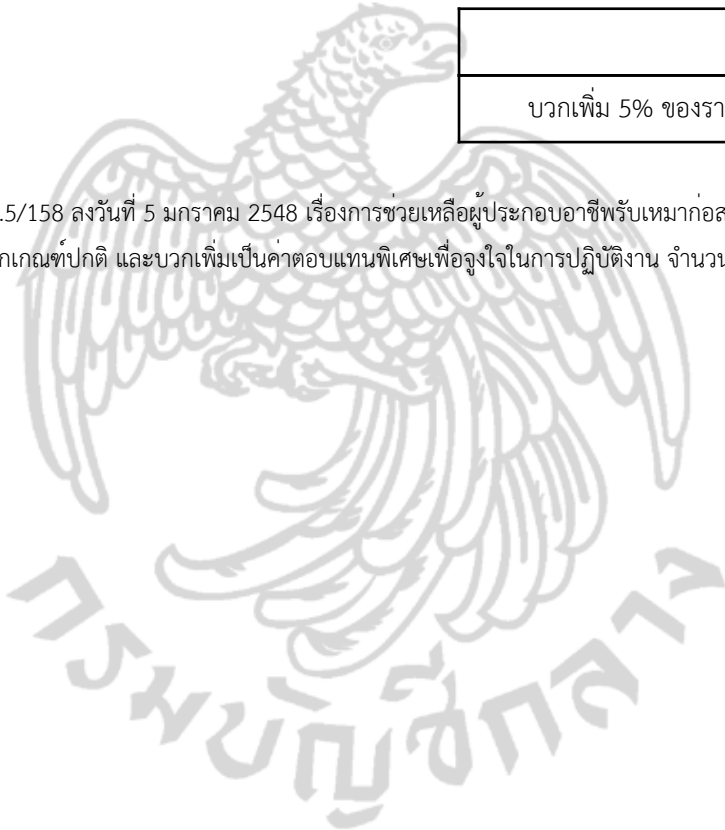 บวกเพิ่ม 5% ของรา
.5/158 ลงวันที่ 5 มกราคม 2548 เรื่องการช่วยเหลือผู้ประกอบอาชีพรับเหมาก่อส
กเกณฑ์ปกติ และบวกเพิ่มเป็นค่าตอบแทนพิเศษเพื่อจูงใจในการปฏิบัติงาน จำนวน
กรมบัญชีกลาง